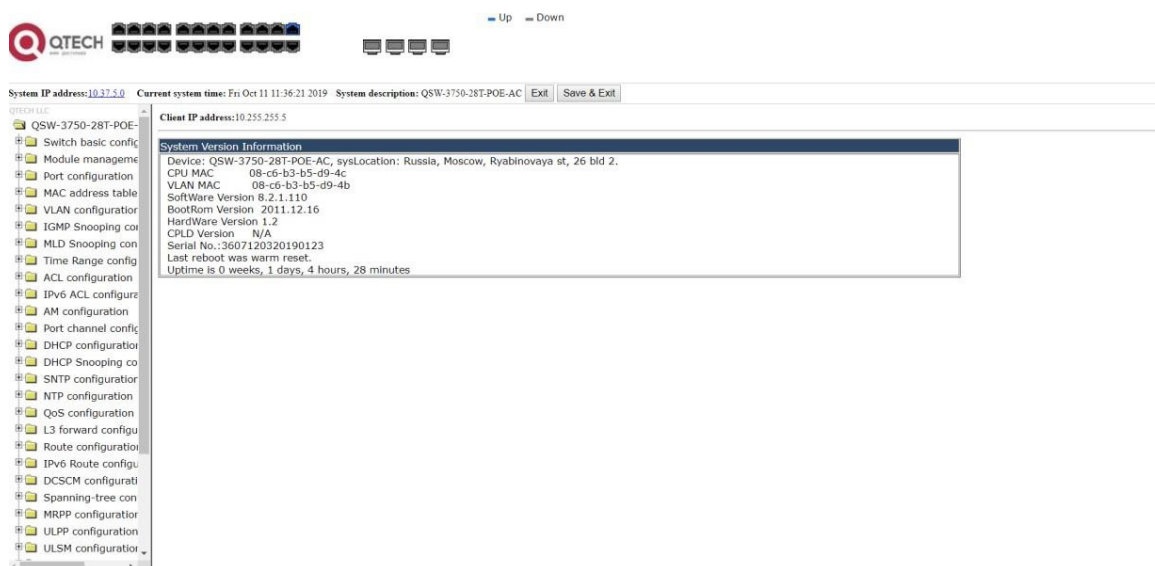 Up Down
QTECH
System IP address:10.37.5.0 Current system time: Fri Oct 11 11:36:21 2019 System description: QSW-3750-28T-POE-AC Exit Save & Exit
QTECH LLC
QSW-3750-28T-POE-
Switch basic config
Module manageme
Port configuration
MAC address table
VLAN configuration
IGMP Snooping con
MLD Snooping con
Time Range config
ACL configuration
IPv6 ACL configura
AM configuration
Port channel config
DHCP configuration
DHCP Snooping co
SNTP configuration
NTP configuration
QoS configuration
L3 forward configu
Route configuration
IPv6 Route configu
DCSCM configurati
Spanning-tree con
MRPP configuration
ULPP configuration
ULSM configuration
Client IP address:10.255.255.5
System Version Information
Device: QSW-3750-28T-POE-AC, sysLocation: Russia, Moscow, Ryabinovaya st, 26 bld 2.
CPU MAC 08-c6-b3-b5-d9-4c
VLAN MAC 08-c6-b3-b5-d9-4b
SoftWare Version 8.2.1.110
BootRom Version 2011.12.16
HardWare Version 1.2
CPLD Version N/A
Serial No.:3607120320190123
Last reboot was warm reset.
Uptime is 0 weeks, 1 days, 4 hours, 28 minutes